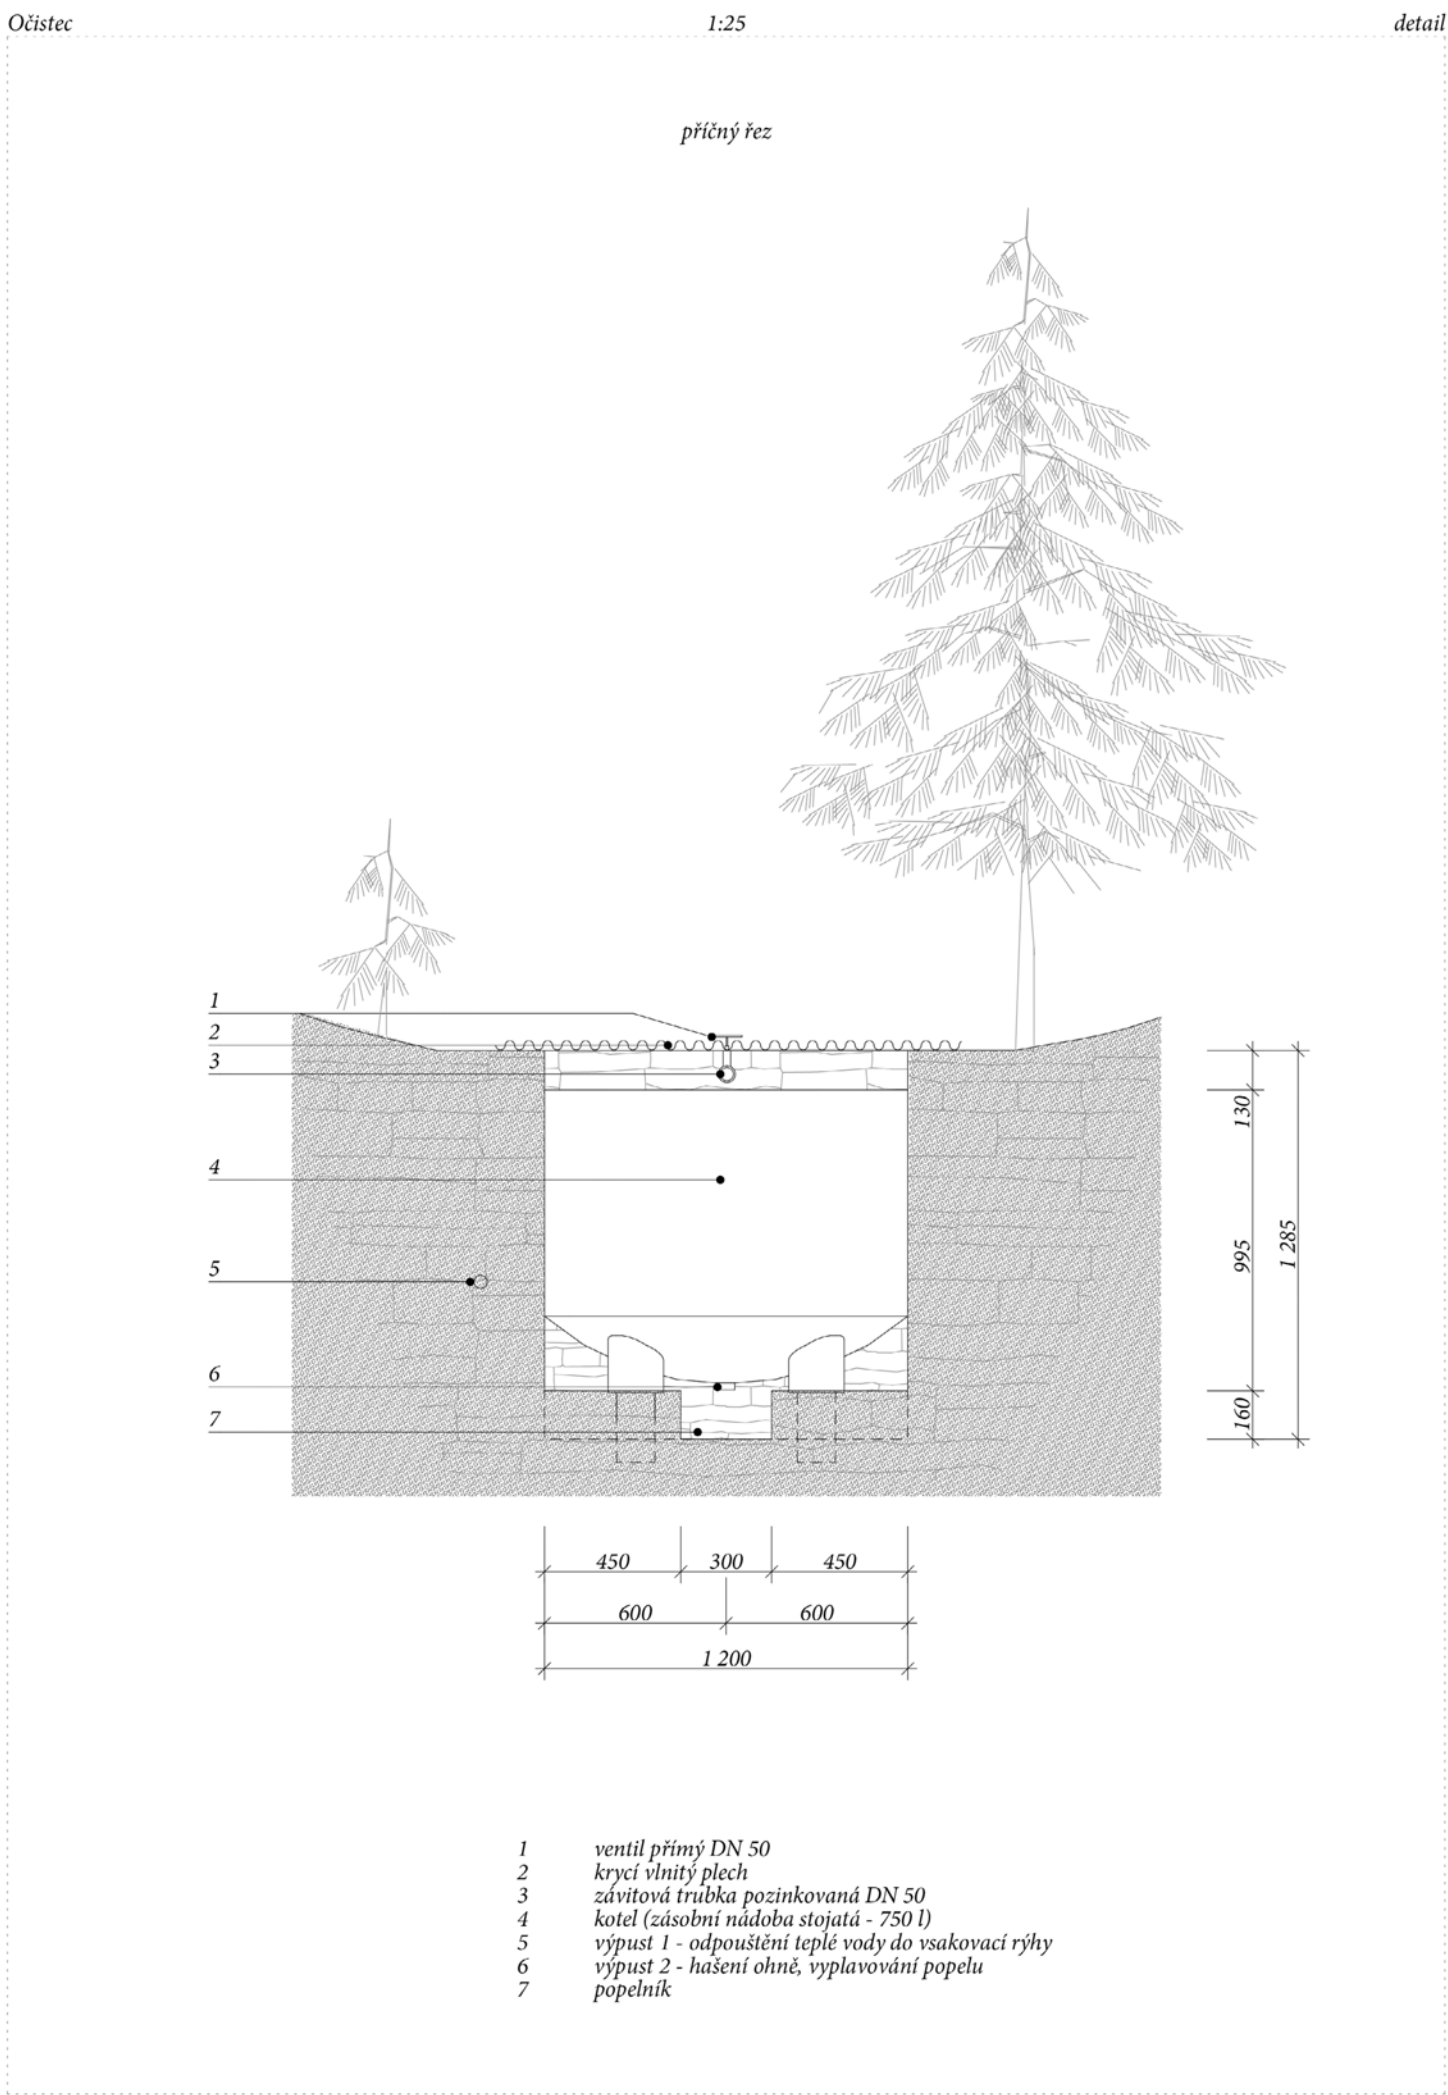 Očistec 1:25 detail
příčný řez
1
2
3
4
5
6
7
130
995
1 285
160
450 300 450
600 600
1 200
1 ventil přímý DN 50
2 krycí vlnitý plech
3 závitová trubka pozinkovaná DN 50
4 kotel (zásobní nádoba stojatá - 750 l)
5 výpust 1 - odpouštění teplé vody do vsakovací rýhy
6 výpust 2 - hašení ohně, vyplavování popelu
7 popelník